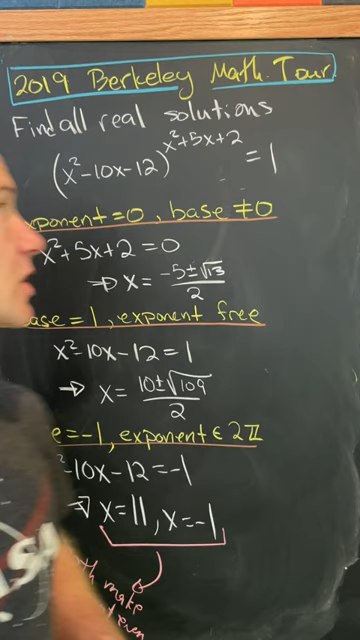 2019 Berkeley Math Tour
Find all real solutions
(x²-10x-12)^(x²+5x+2) = 1
exponent = 0, base ≠ 0
x²+5x+2 = 0
⇒ x = (-5±√13)/2
base = 1, exponent free
x²-10x-12 = 1
⇒ x = (10±√109)/2
e = -1, exponent ∈ 2ℤ
²-10x-12 = -1
⇒ x = 11, x = -1
make